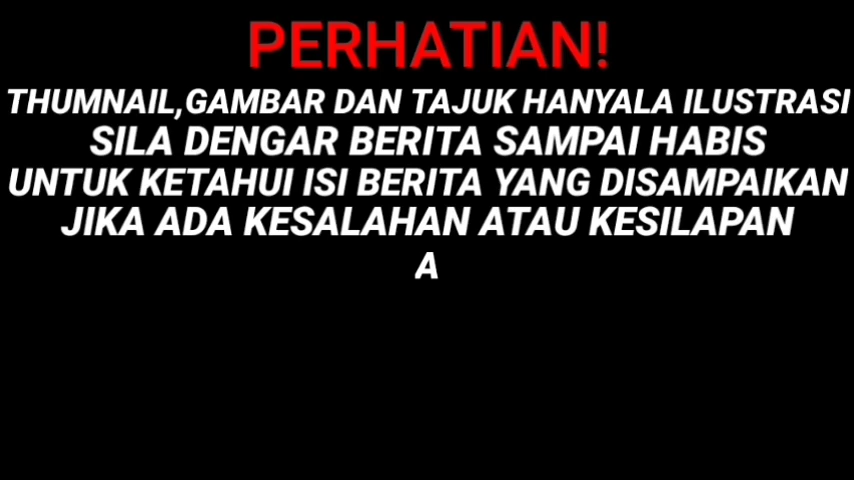 PERHATIAN!
THUMNAIL,GAMBAR DAN TAJUK HANYALA ILUSTRASI
SILA DENGAR BERITA SAMPAI HABIS
UNTUK KETAHUI ISI BERITA YANG DISAMPAIKAN
JIKA ADA KESALAHAN ATAU KESILAPAN
A